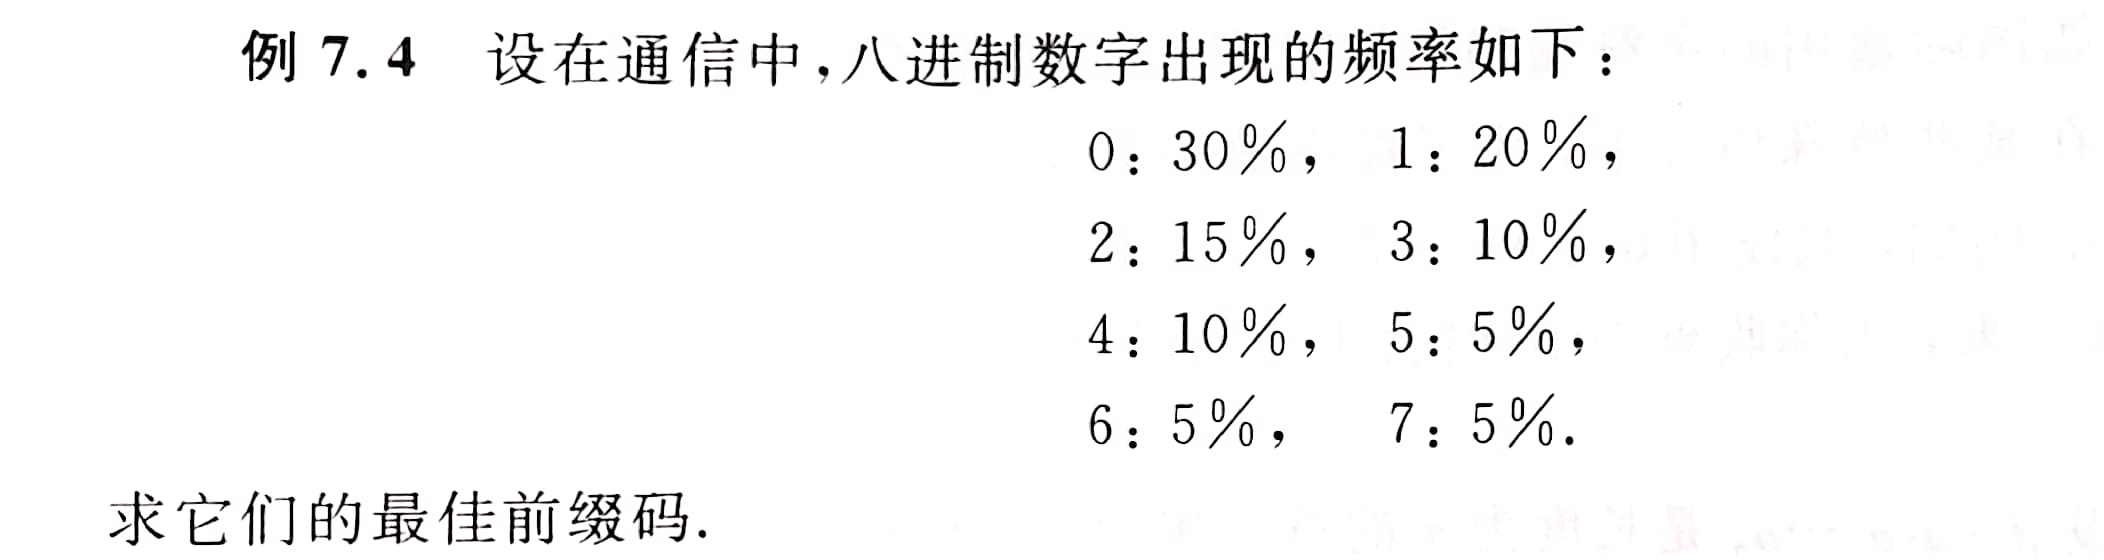 例 7.4 设在通信中,八进制数字出现的频率如下:
0: 30%, 1: 20%,
2: 15%, 3: 10%,
4: 10%, 5: 5%,
6: 5%, 7: 5%.
求它们的最佳前缀码.